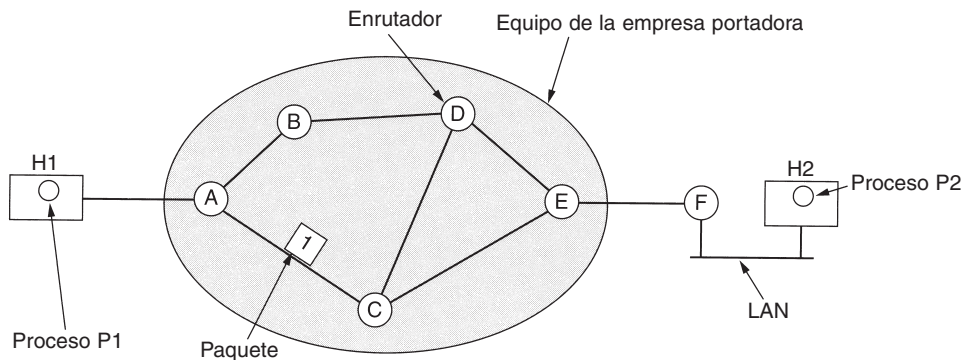 Enrutador
Equipo de la empresa portadora
B
D
H1
H2
Proceso P2
A
E
F
1
C
LAN
Proceso P1
Paquete